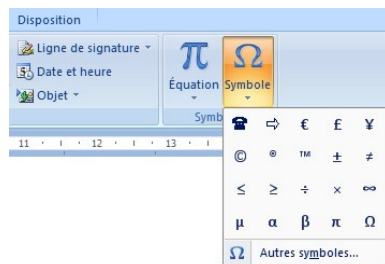 Disposition
Ligne de signature
Date et heure
Objet
π
Équation
Ω
Symbole
Symb
11 · ı · 12 · ı · 13 · ı
☎ ⇨ € £ ¥
© ® ™ ± ≠
≤ ≥ ÷ × ∞
µ α β π Ω
Ω Autres symboles...